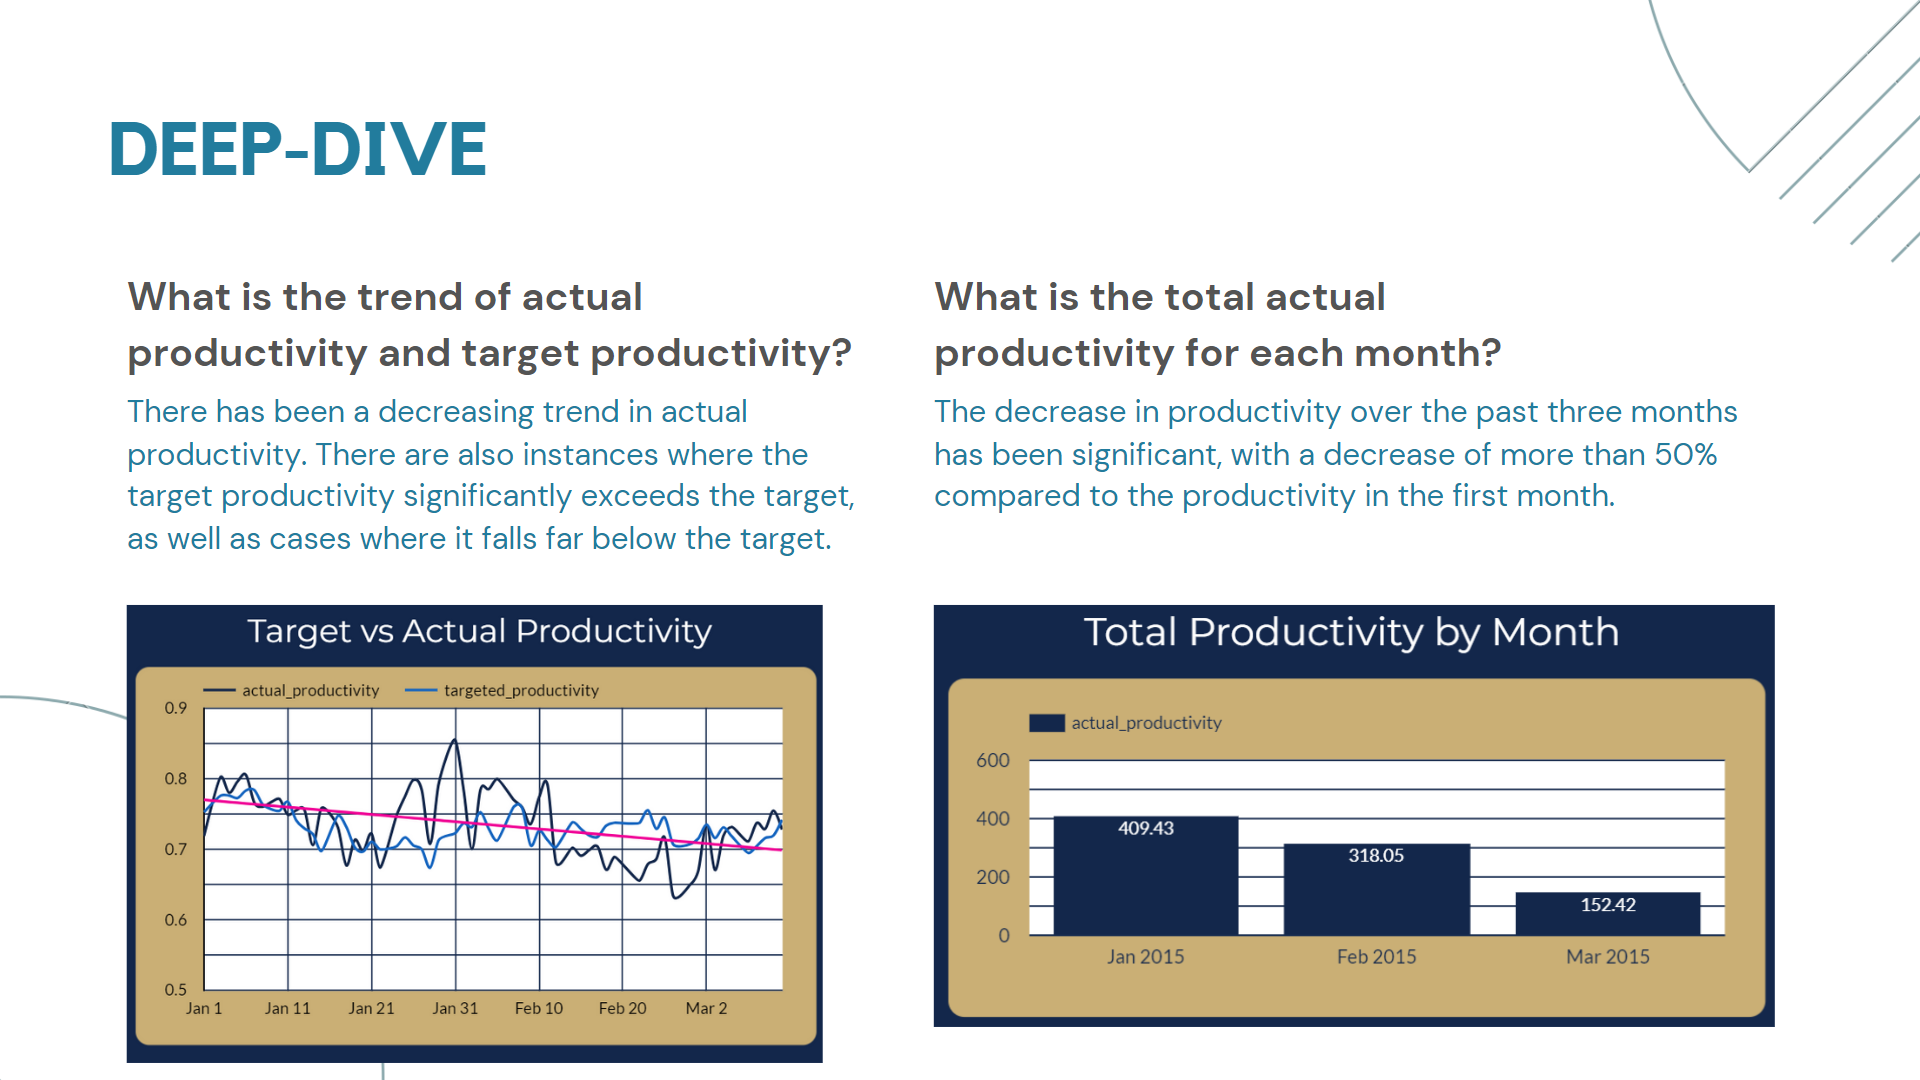 DEEP-DIVE
What is the trend of actual
productivity and target productivity?
There has been a decreasing trend in actual
productivity. There are also instances where the
target productivity significantly exceeds the target,
as well as cases where it falls far below the target.
Target vs Actual Productivity
actual_productivity targeted_productivity
0.9
0.8
0.7
0.6
0.5
Jan 1 Jan 11 Jan 21 Jan 31 Feb 10 Feb 20 Mar 2
What is the total actual
productivity for each month?
The decrease in productivity over the past three months
has been significant, with a decrease of more than 50%
compared to the productivity in the first month.
Total Productivity by Month
actual_productivity
600
400
200
0
409.43 318.05 152.42
Jan 2015 Feb 2015 Mar 2015